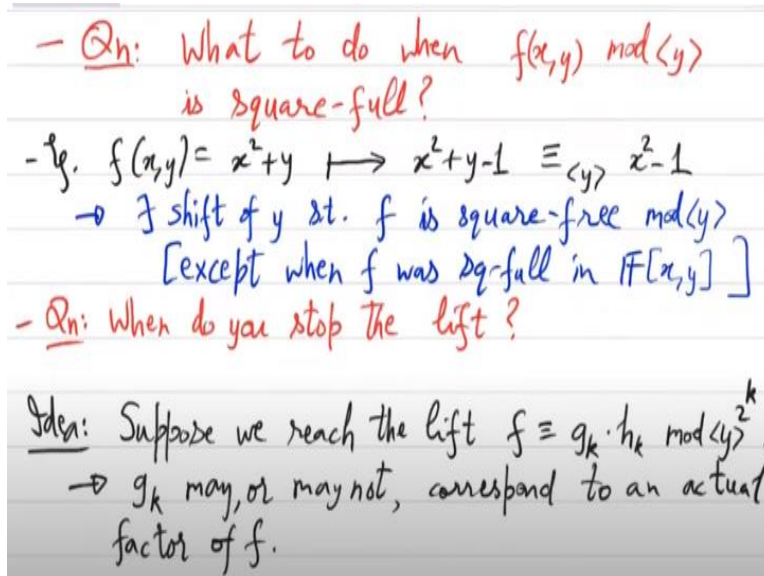 - Qn: What to do when f(x,y) mod <y>
is square-full?
- Eg. f(x,y) = x²+y ⟼ x²+y-1 ≡<y> x²-1
→ ∃ shift of y st. f is square-free mod <y>
[except when f was sq-full in 𝔽[x,y] ]
- Qn: When do you stop the lift?
Idea: Suppose we reach the lift f ≡ gₖ·hₖ mod <y>^2^k
→ gₖ may, or may not, correspond to an actual
factor of f.